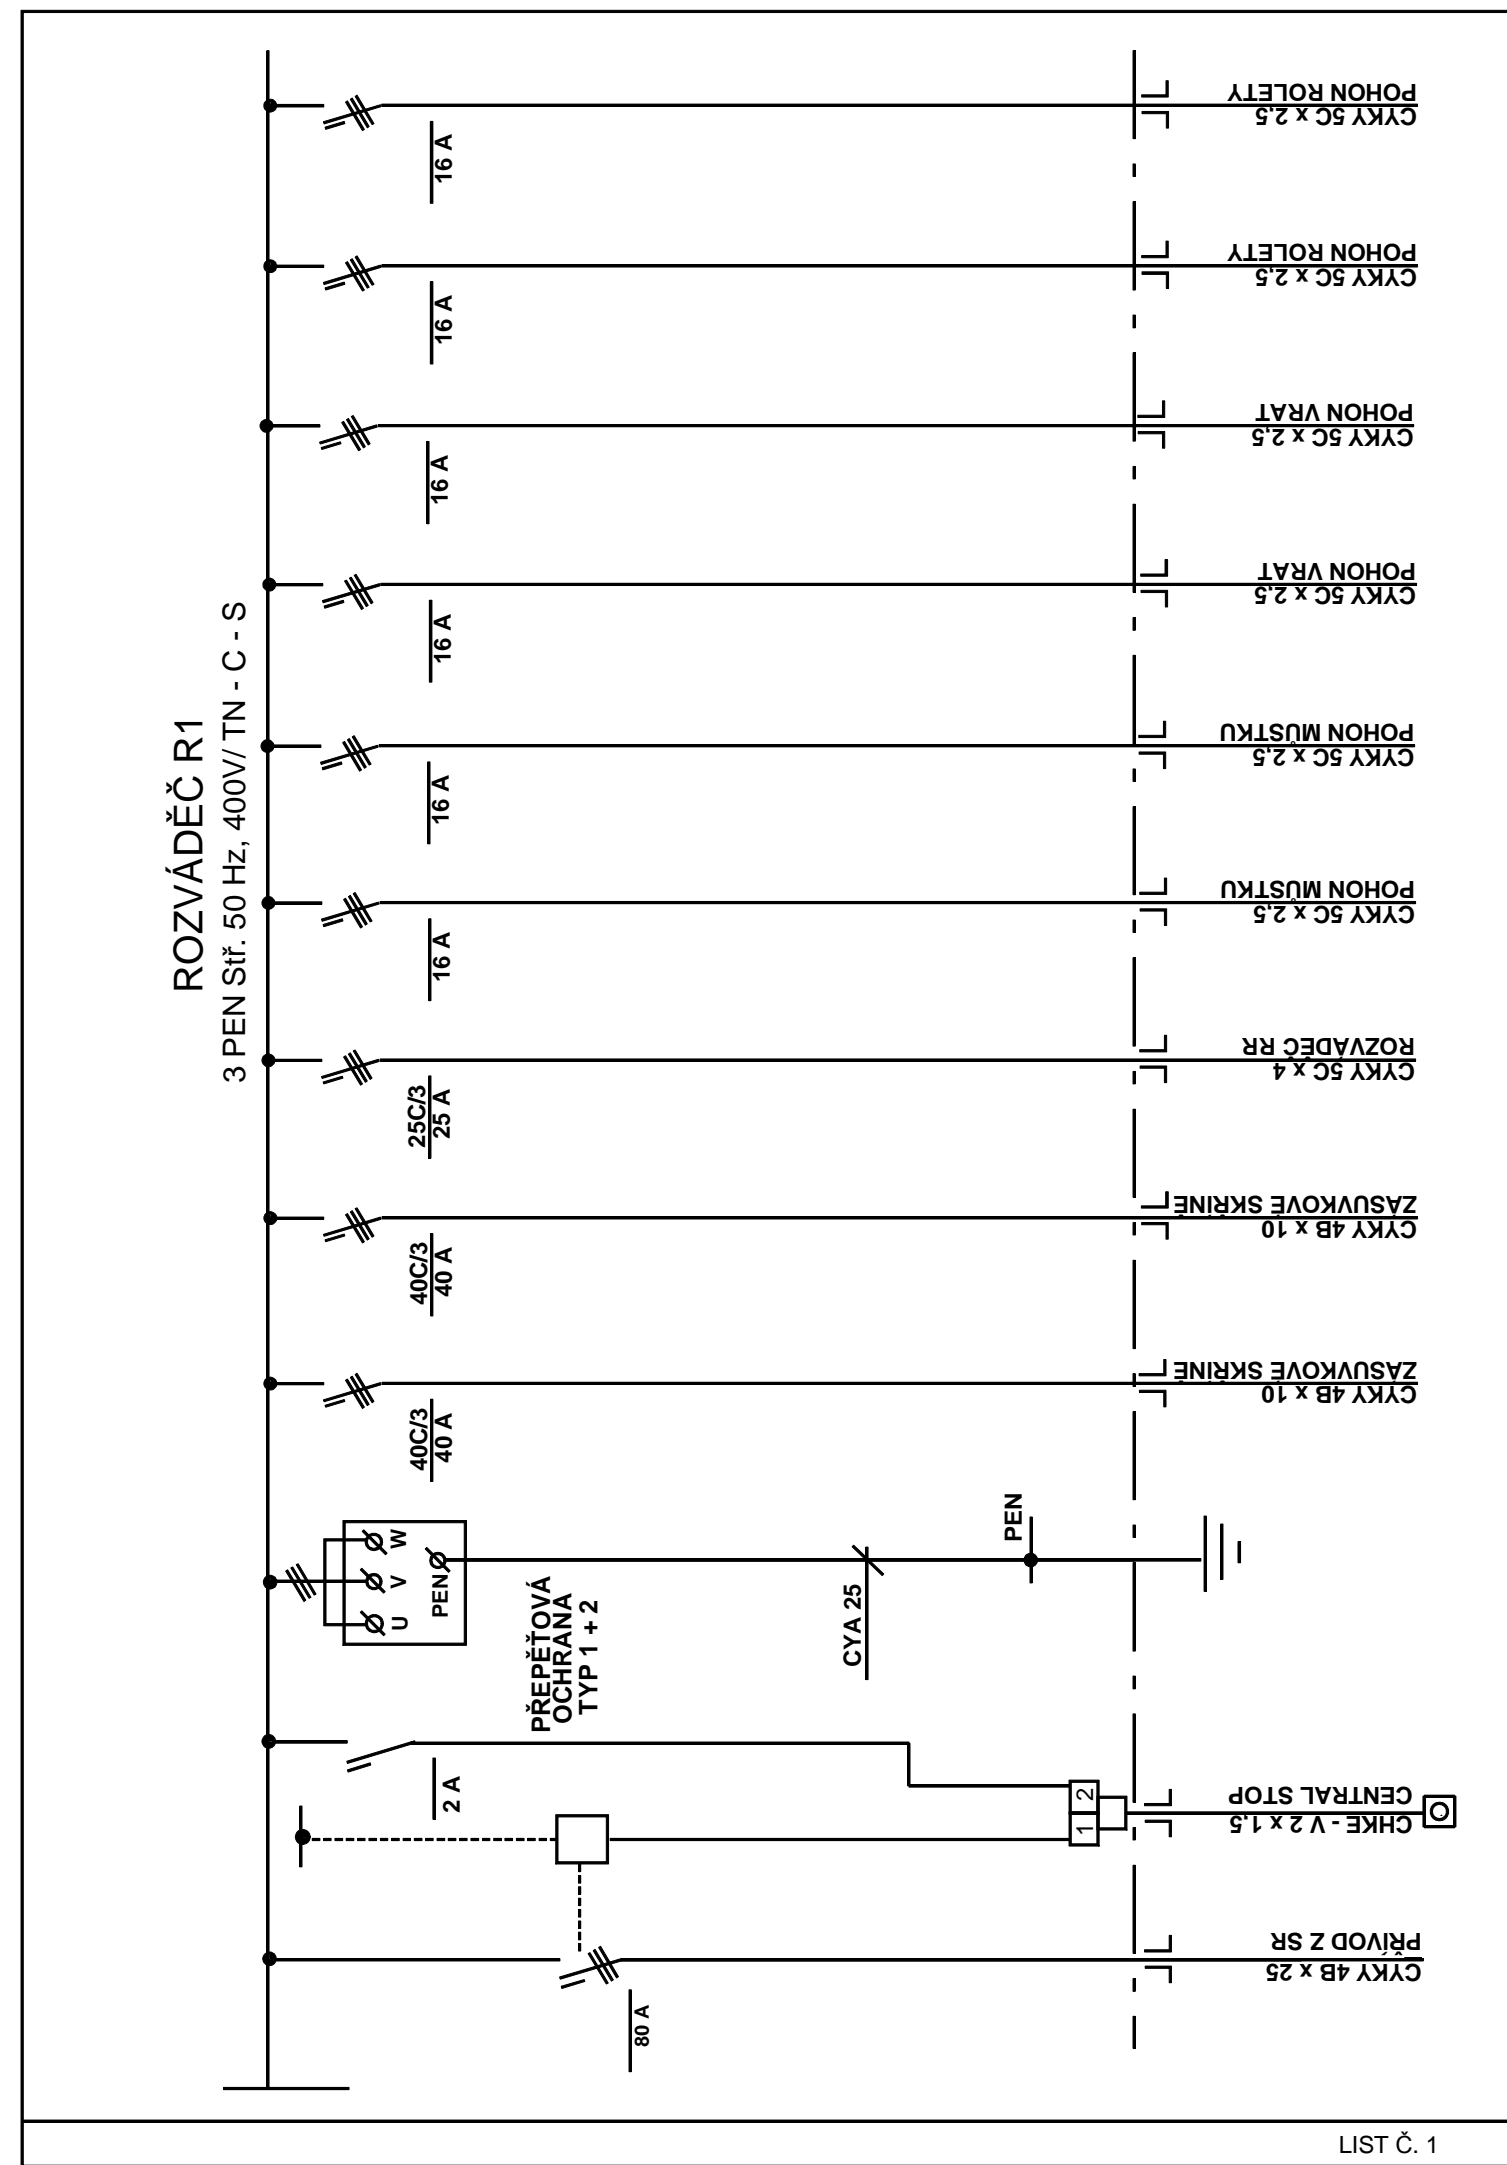 ROZVÁDĚČ R1
3 PEN Stř. 50 Hz, 400V/ TN - C - S
80 A
PŘÍVOD Z SR
CYKY 4B x 25
2 A
1
2
CENTRAL STOP
CHKE - V 2 x 1,5
U
V
W
PEN
PŘEPĚŤOVÁ
OCHRANA
TYP 1 + 2
CYA 25
PEN
40C/3
40 A
ZÁSUVKOVÉ SKŘÍNĚ
CYKY 4B x 10
40C/3
40 A
ZÁSUVKOVÉ SKŘÍNĚ
CYKY 4B x 10
25C/3
25 A
ROZVÁDĚČ RR
CYKY 5C x 4
16 A
POHON MŮSTKU
CYKY 5C x 2,5
16 A
POHON MŮSTKU
CYKY 5C x 2,5
16 A
POHON VRAT
CYKY 5C x 2,5
16 A
POHON VRAT
CYKY 5C x 2,5
16 A
POHON ROLETY
CYKY 5C x 2,5
16 A
POHON ROLETY
CYKY 5C x 2,5
LIST Č. 1